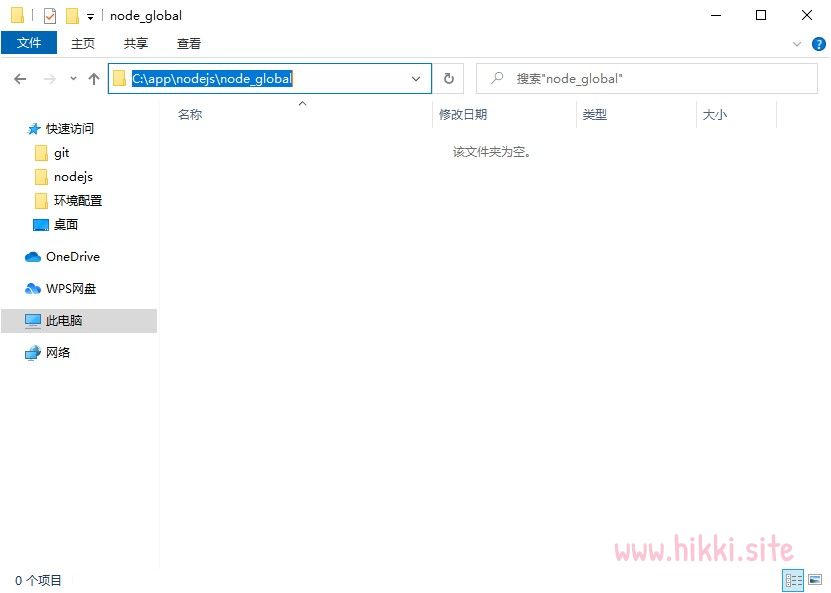 node_global
文件 主页 共享 查看
C:\app\nodejs\node_global 搜索"node_global"
名称 修改日期 类型 大小
快速访问
该文件夹为空。
git
nodejs
环境配置
桌面
OneDrive
WPS网盘
此电脑
网络
www.hikki.site
0 个项目